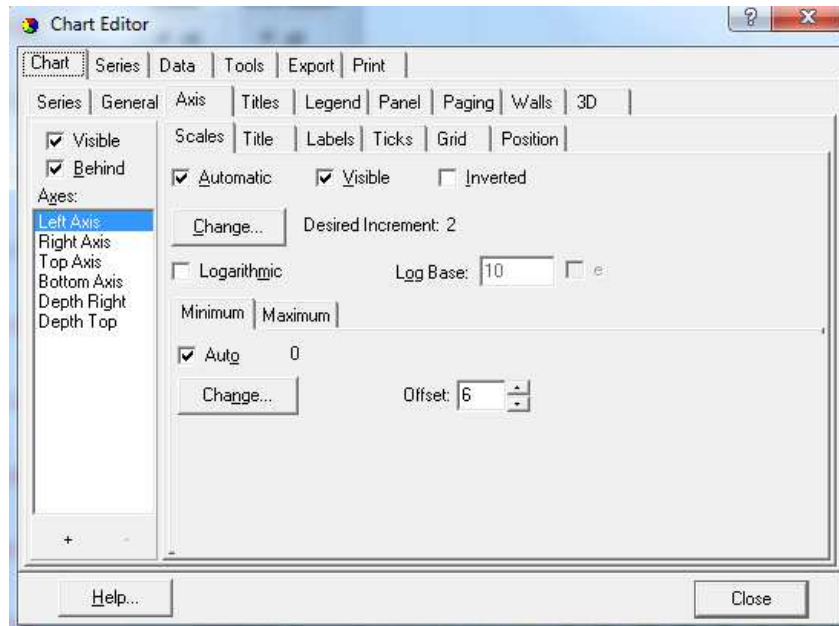 Chart Editor
Chart Series Data Tools Export Print
Series General Axis Titles Legend Panel Paging Walls 3D
Visible
Behind
Axes:
Left Axis
Right Axis
Top Axis
Bottom Axis
Depth Right
Depth Top
+ -
Scales Title Labels Ticks Grid Position
Automatic Visible Inverted
Change... Desired Increment: 2
Logarithmic Log Base: 10 e
Minimum Maximum
Auto 0
Change... Offset: 6
Help... Close